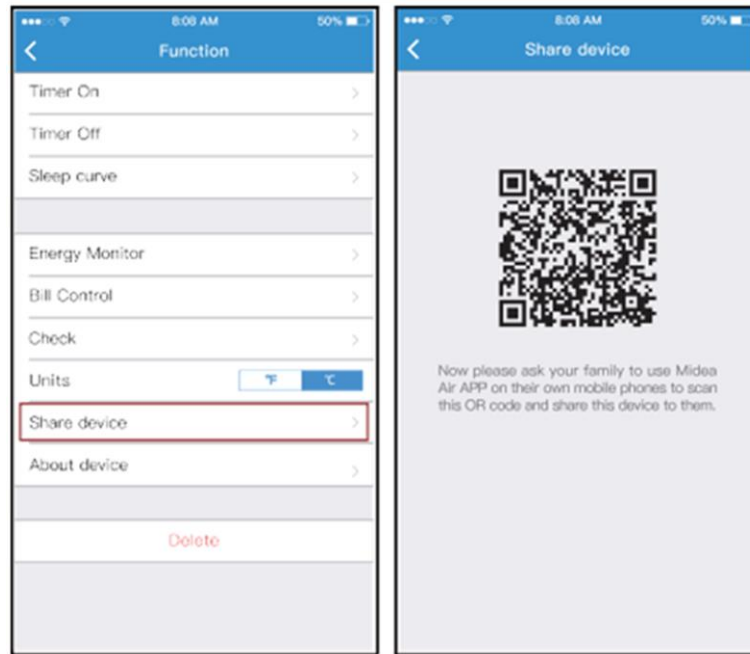 8:08 AM 50%
Function
Timer On
Timer Off
Sleep curve
Energy Monitor
Bill Control
Check
Units °F °C
Share device
About device
Delete
8:08 AM 50%
Share device
Now please ask your family to use Midea
Air APP on their own mobile phones to scan
this OR code and share this device to them.